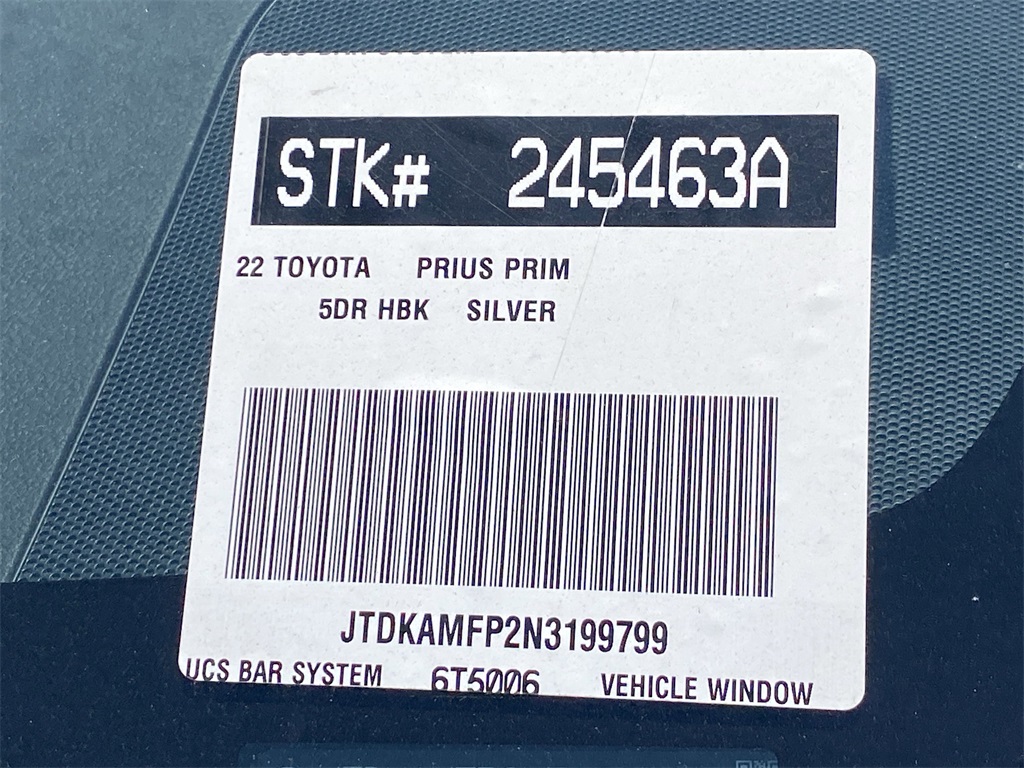 STK# 245463A
22 TOYOTA PRIUS PRIM
5DR HBK SILVER
JTDKAMFP2N3199799
UCS BAR SYSTEM 6T5006 VEHICLE WINDOW